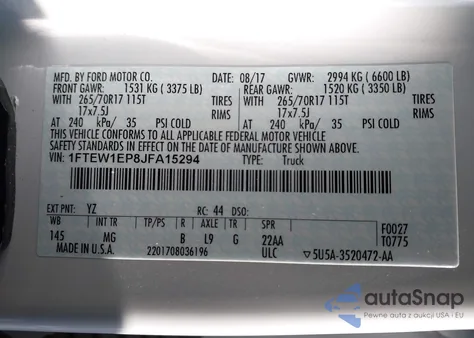 MFD. BY FORD MOTOR CO. 08/17 GVWR: 2994 KG ( 6600 LB)
FRONT GAWR: 1531 KG ( 3375 LB) REAR GAWR: 1520 KG ( 3350 LB)
WITH 265/70R17 115T TIRES WITH 265/70R17 115T TIRES
17x7.5J RIMS 17x7.5J RIMS
AT 240 kPa/ 35 PSI COLD AT 240 kPa/ 35 PSI COLD
THIS VEHICLE CONFORMS TO ALL APPLICABLE FEDERAL MOTOR VEHICLE
SAFETY STANDARDS IN EFFECT ON THE DATE OF MANUFACTURE SHOWN ABOVE.
VIN: 1FTEW1EP8JFA15294 TYPE: Truck
EXT PNT: YZ RC: 44 DSO: F0027
WB INT TR TP/PS R AXLE TR SPR T0775
145 MG B L9 G 22AA
MADE IN U.S.A. 2201708036196 ULC ▽5U5A-3520472-AA
autoSnap
Pewne auta z aukcji USA - EU